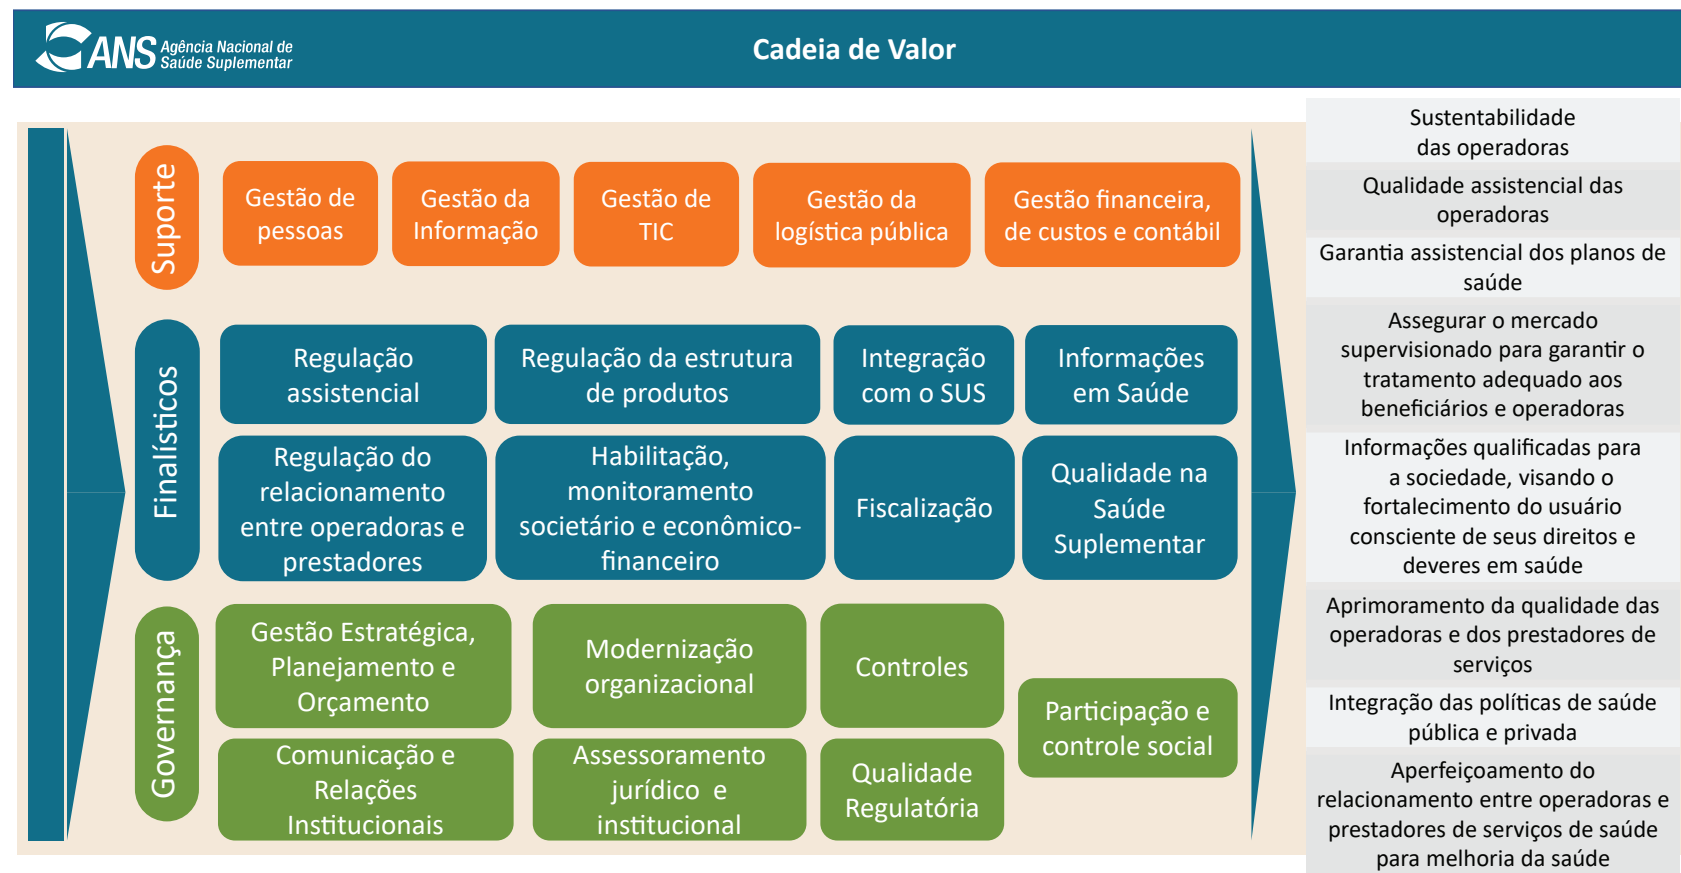 ANS Agência Nacional de
Saúde Suplementar
Cadeia de Valor
Suporte
Gestão de
pessoas
Gestão da
Informação
Gestão de
TIC
Gestão da
logística pública
Gestão financeira,
de custos e contábil
Finalísticos
Regulação
assistencial
Regulação da estrutura
de produtos
Integração
com o SUS
Informações
em Saúde
Regulação do
relacionamento
entre operadoras e
prestadores
Habilitação,
monitoramento
societário e econômico-
financeiro
Fiscalização
Qualidade na
Saúde
Suplementar
Governança
Gestão Estratégica,
Planejamento e
Orçamento
Modernização
organizacional
Controles
Participação e
controle social
Comunicação e
Relações
Institucionais
Assessoramento
jurídico e
institucional
Qualidade
Regulatória
Sustentabilidade
das operadoras
Qualidade assistencial das
operadoras
Garantia assistencial dos planos de
saúde
Assegurar o mercado
supervisionado para garantir o
tratamento adequado aos
beneficiários e operadoras
Informações qualificadas para
a sociedade, visando o
fortalecimento do usuário
consciente de seus direitos e
deveres em saúde
Aprimoramento da qualidade das
operadoras e dos prestadores de
serviços
Integração das políticas de saúde
pública e privada
Aperfeiçoamento do
relacionamento entre operadoras e
prestadores de serviços de saúde
para melhoria da saúde